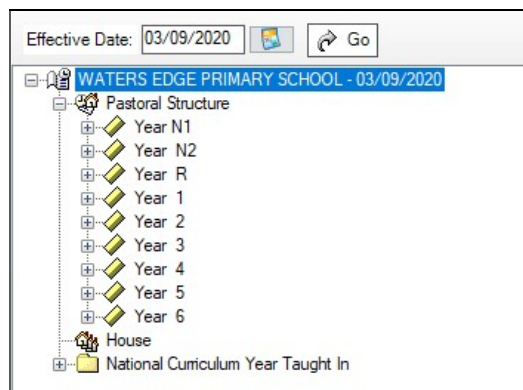 Effective Date: 03/09/2020 Go
WATERS EDGE PRIMARY SCHOOL - 03/09/2020
Pastoral Structure
Year N1
Year N2
Year R
Year 1
Year 2
Year 3
Year 4
Year 5
Year 6
House
National Curriculum Year Taught In